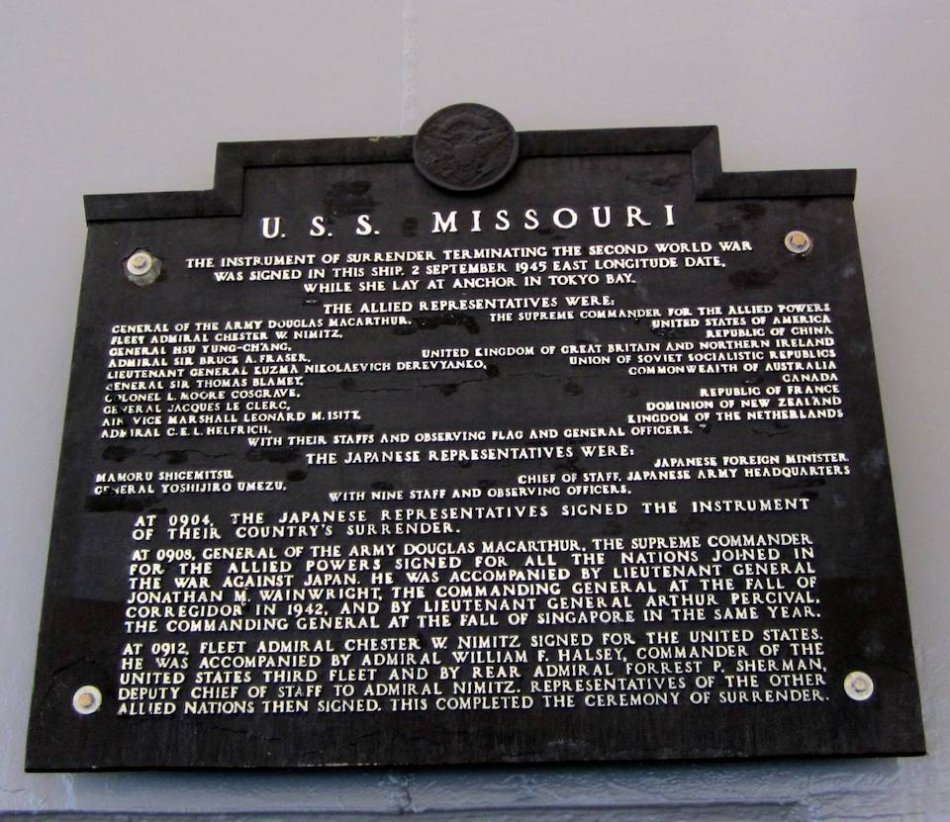 U. S. S. MISSOURI
THE INSTRUMENT OF SURRENDER TERMINATING THE SECOND WORLD WAR
WAS SIGNED IN THIS SHIP, 2 SEPTEMBER 1945 EAST LONGITUDE DATE,
WHILE SHE LAY AT ANCHOR IN TOKYO BAY.
THE ALLIED REPRESENTATIVES WERE:
GENERAL OF THE ARMY DOUGLAS MACARTHUR, THE SUPREME COMMANDER FOR THE ALLIED POWERS
FLEET ADMIRAL CHESTER W. NIMITZ, UNITED STATES OF AMERICA
GENERAL HSU YUNG-CH'ANG, REPUBLIC OF CHINA
ADMIRAL SIR BRUCE A. FRASER, UNITED KINGDOM OF GREAT BRITAIN AND NORTHERN IRELAND
LIEUTENANT GENERAL KUZMA NIKOLAEVICH DEREVYANKO, UNION OF SOVIET SOCIALISTIC REPUBLICS
GENERAL SIR THOMAS BLAMEY, COMMONWEALTH OF AUSTRALIA
COLONEL L. MOORE COSGRAVE, CANADA
GENERAL JACQUES LE CLERC, REPUBLIC OF FRANCE
AIR VICE MARSHALL LEONARD M. ISITT, DOMINION OF NEW ZEALAND
ADMIRAL C.E.L. HELFRICH, KINGDOM OF THE NETHERLANDS
WITH THEIR STAFFS AND OBSERVING FLAG AND GENERAL OFFICERS.
THE JAPANESE REPRESENTATIVES WERE:
MAMORU SHIGEMITSU, JAPANESE FOREIGN MINISTER.
GENERAL YOSHIJIRO UMEZU, CHIEF OF STAFF, JAPANESE ARMY HEADQUARTERS
WITH NINE STAFF AND OBSERVING OFFICERS.
AT 0904, THE JAPANESE REPRESENTATIVES SIGNED THE INSTRUMENT
OF THEIR COUNTRY'S SURRENDER.
AT 0908, GENERAL OF THE ARMY DOUGLAS MACARTHUR, THE SUPREME COMMANDER
FOR THE ALLIED POWERS SIGNED FOR ALL THE NATIONS JOINED IN
THE WAR AGAINST JAPAN. HE WAS ACCOMPANIED BY LIEUTENANT GENERAL
JONATHAN M. WAINWRIGHT, THE COMMANDING GENERAL AT THE FALL OF
CORREGIDOR IN 1942, AND BY LIEUTENANT GENERAL ARTHUR PERCIVAL,
THE COMMANDING GENERAL AT THE FALL OF SINGAPORE IN THE SAME YEAR.
AT 0912, FLEET ADMIRAL CHESTER W. NIMITZ SIGNED FOR THE UNITED STATES.
HE WAS ACCOMPANIED BY ADMIRAL WILLIAM F. HALSEY, COMMANDER OF THE
UNITED STATES THIRD FLEET AND BY REAR ADMIRAL FORREST P. SHERMAN,
DEPUTY CHIEF OF STAFF TO ADMIRAL NIMITZ. REPRESENTATIVES OF THE OTHER
ALLIED NATIONS THEN SIGNED. THIS COMPLETED THE CEREMONY OF SURRENDER.